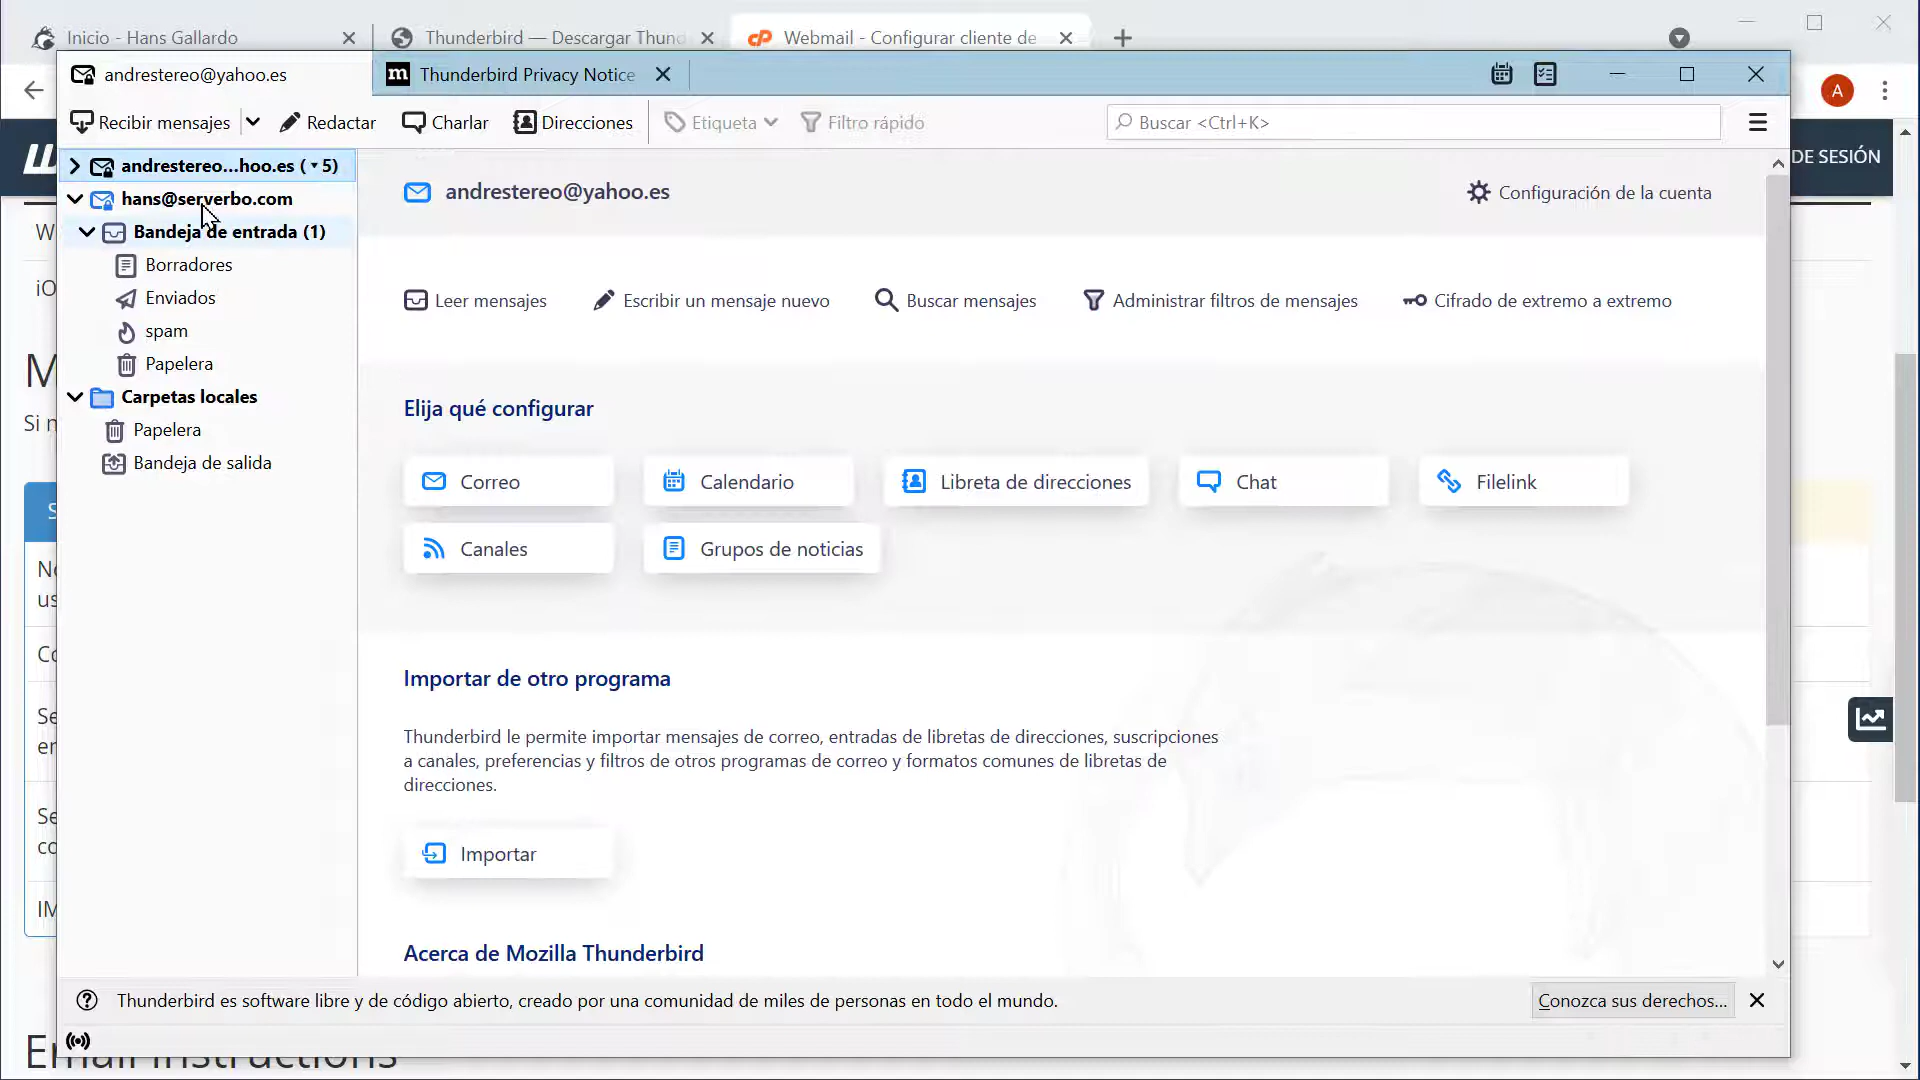 Inicio - Hans Gallardo
Thunderbird — Descargar Thund
Webmail - Configurar cliente de
andrestereo@yahoo.es
Thunderbird Privacy Notice
A
Recibir mensajes
Redactar
Charlar
Direcciones
Etiqueta
Filtro rápido
Buscar <Ctrl+K>
DE SESIÓN
andrestereo...hoo.es (▾ 5)
hans@serverbo.com
Bandeja de entrada (1)
Borradores
Enviados
spam
Papelera
Carpetas locales
Papelera
Bandeja de salida
andrestereo@yahoo.es
Configuración de la cuenta
Leer mensajes
Escribir un mensaje nuevo
Buscar mensajes
Administrar filtros de mensajes
Cifrado de extremo a extremo
Elija qué configurar
Correo
Calendario
Libreta de direcciones
Chat
Filelink
Canales
Grupos de noticias
Importar de otro programa
Thunderbird le permite importar mensajes de correo, entradas de libretas de direcciones, suscripciones
a canales, preferencias y filtros de otros programas de correo y formatos comunes de libretas de
direcciones.
Importar
Acerca de Mozilla Thunderbird
Thunderbird es software libre y de código abierto, creado por una comunidad de miles de personas en todo el mundo.
Conozca sus derechos...